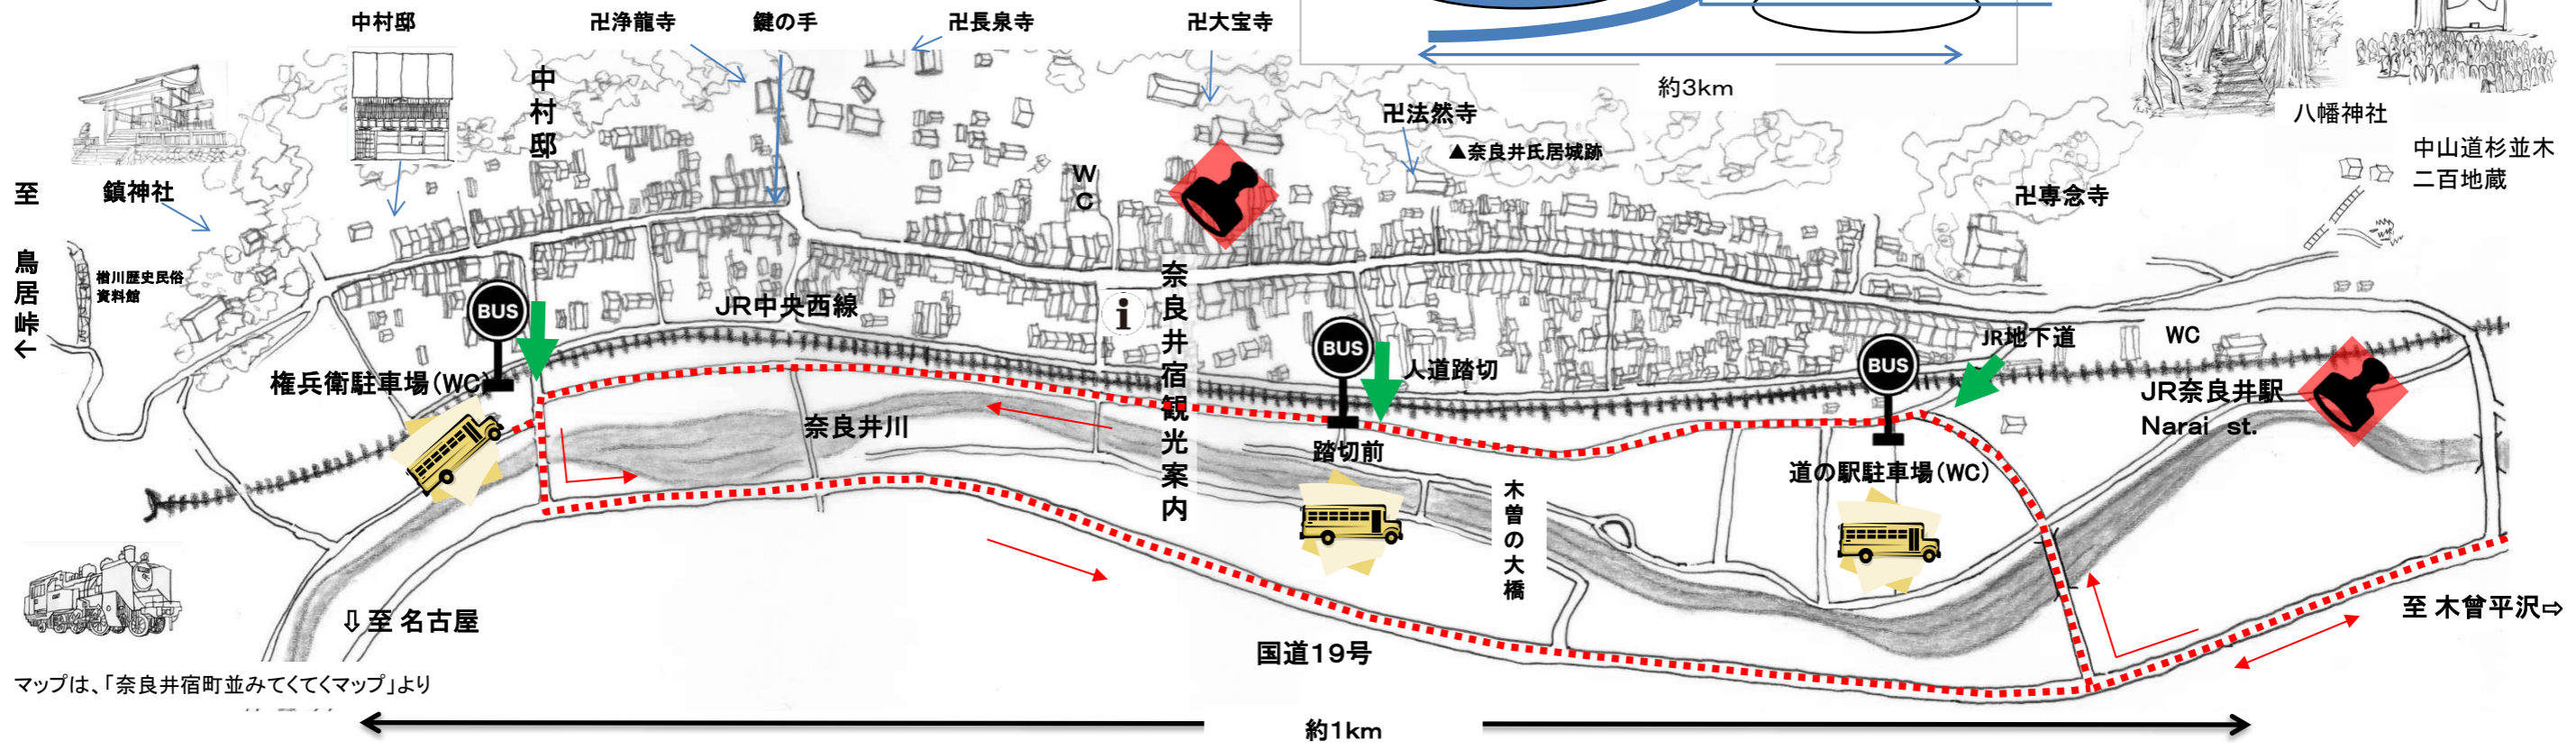 中村邸
卍浄龍寺
鍵の手
卍長泉寺
卍大宝寺
約3km
八幡神社
中山道杉並木
二百地蔵
中村邸
卍法然寺
▲奈良井氏居城跡
WC
卍専念寺
鎮神社
至 鳥居峠←
楢川歴史民俗
資料館
BUS
JR中央西線
i
奈良井宿観光案内
BUS
人道踏切
BUS
JR地下道
WC
権兵衛駐車場(WC)
JR奈良井駅
Narai st.
奈良井川
踏切前
道の駅駐車場(WC)
木曽の大橋
⇩至 名古屋
国道19号
至 木曾平沢⇨
マップは、「奈良井宿町並みてくてくマップ」より
約1km